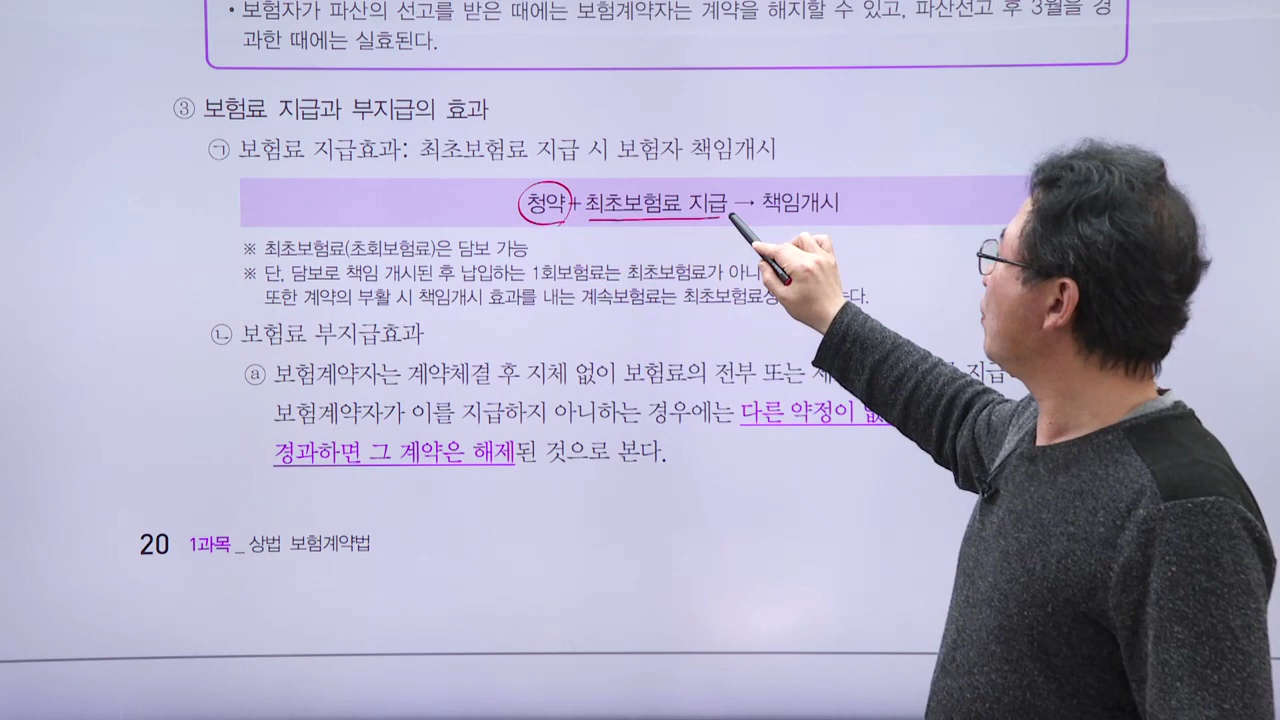 • 보험자가 파산의 선고를 받은 때에는 보험계약자는 계약을 해지할 수 있고, 파산선고 후 3월을 경
과한 때에는 실효된다.
③ 보험료 지급과 부지급의 효과
㉠ 보험료 지급효과: 최초보험료 지급 시 보험자 책임개시
청약 + 최초보험료 지급 → 책임개시
※ 최초보험료(초회보험료)은 담보 가능
※ 단, 담보로 책임 개시된 후 납입하는 1회보험료는 최초보험료가 아니
또한 계약의 부활 시 책임개시 효과를 내는 계속보험료는 최초보험료
다.
㉡ 보험료 부지급효과
ⓐ 보험계약자는 계약체결 후 지체 없이 보험료의 전부 또는 지급
보험계약자가 이를 지급하지 아니하는 경우에는 다른 약정이
경과하면 그 계약은 해제된 것으로 본다.
20 1과목 _ 상법 보험계약법